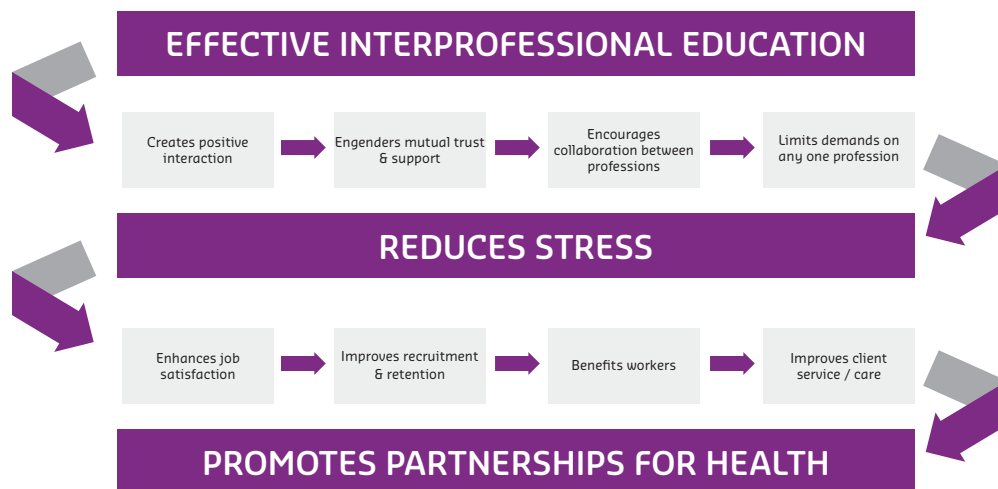 EFFECTIVE INTERPROFESSIONAL EDUCATION
Creates positive
interaction
Engenders mutual trust
& support
Encourages
collaboration between
professions
Limits demands on
any one profession
REDUCES STRESS
Enhances job
satisfaction
Improves recruitment
& retention
Benefits workers
Improves client
service / care
PROMOTES PARTNERSHIPS FOR HEALTH